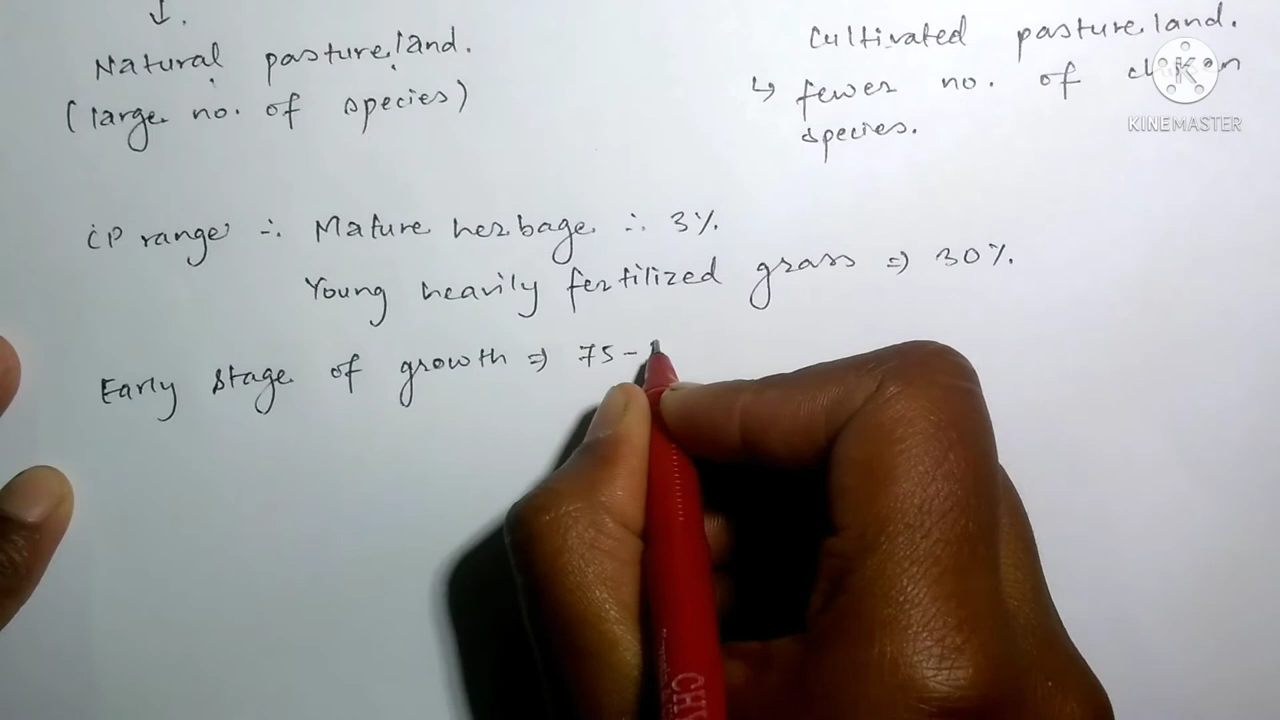 ↓.
Natural pastureland.
(large no. of species)
Cultivated pastureland.
↳ fewer no. of
species.
K
KINEMASTER
CP range ∴ Mature herbage ∴ 3%.
Young heavily fertilized grass ⇒ 30%.
Early stage of growth ⇒ 75-